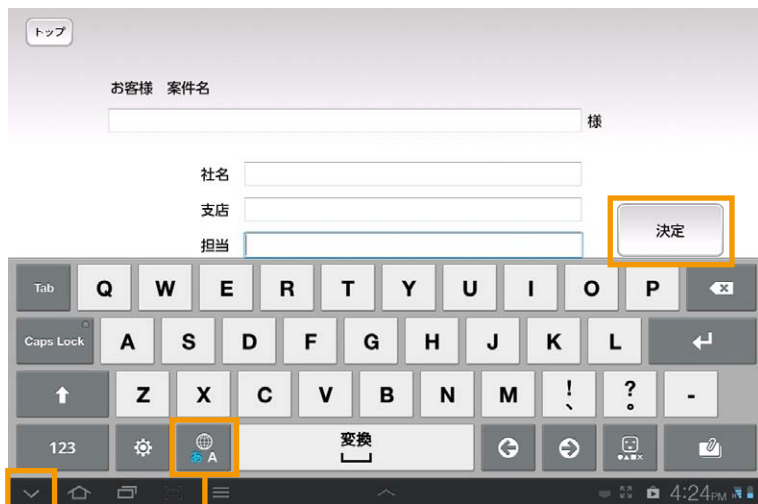 トップ
お客様 案件名
様
社名
支店
担当
決定
Tab Q W E R T Y U I O P
Caps Lock A S D F G H J K L
Z X C V B N M ! 、 ? 。 -
123 あ A 変換 ●▲■×
4:24PM